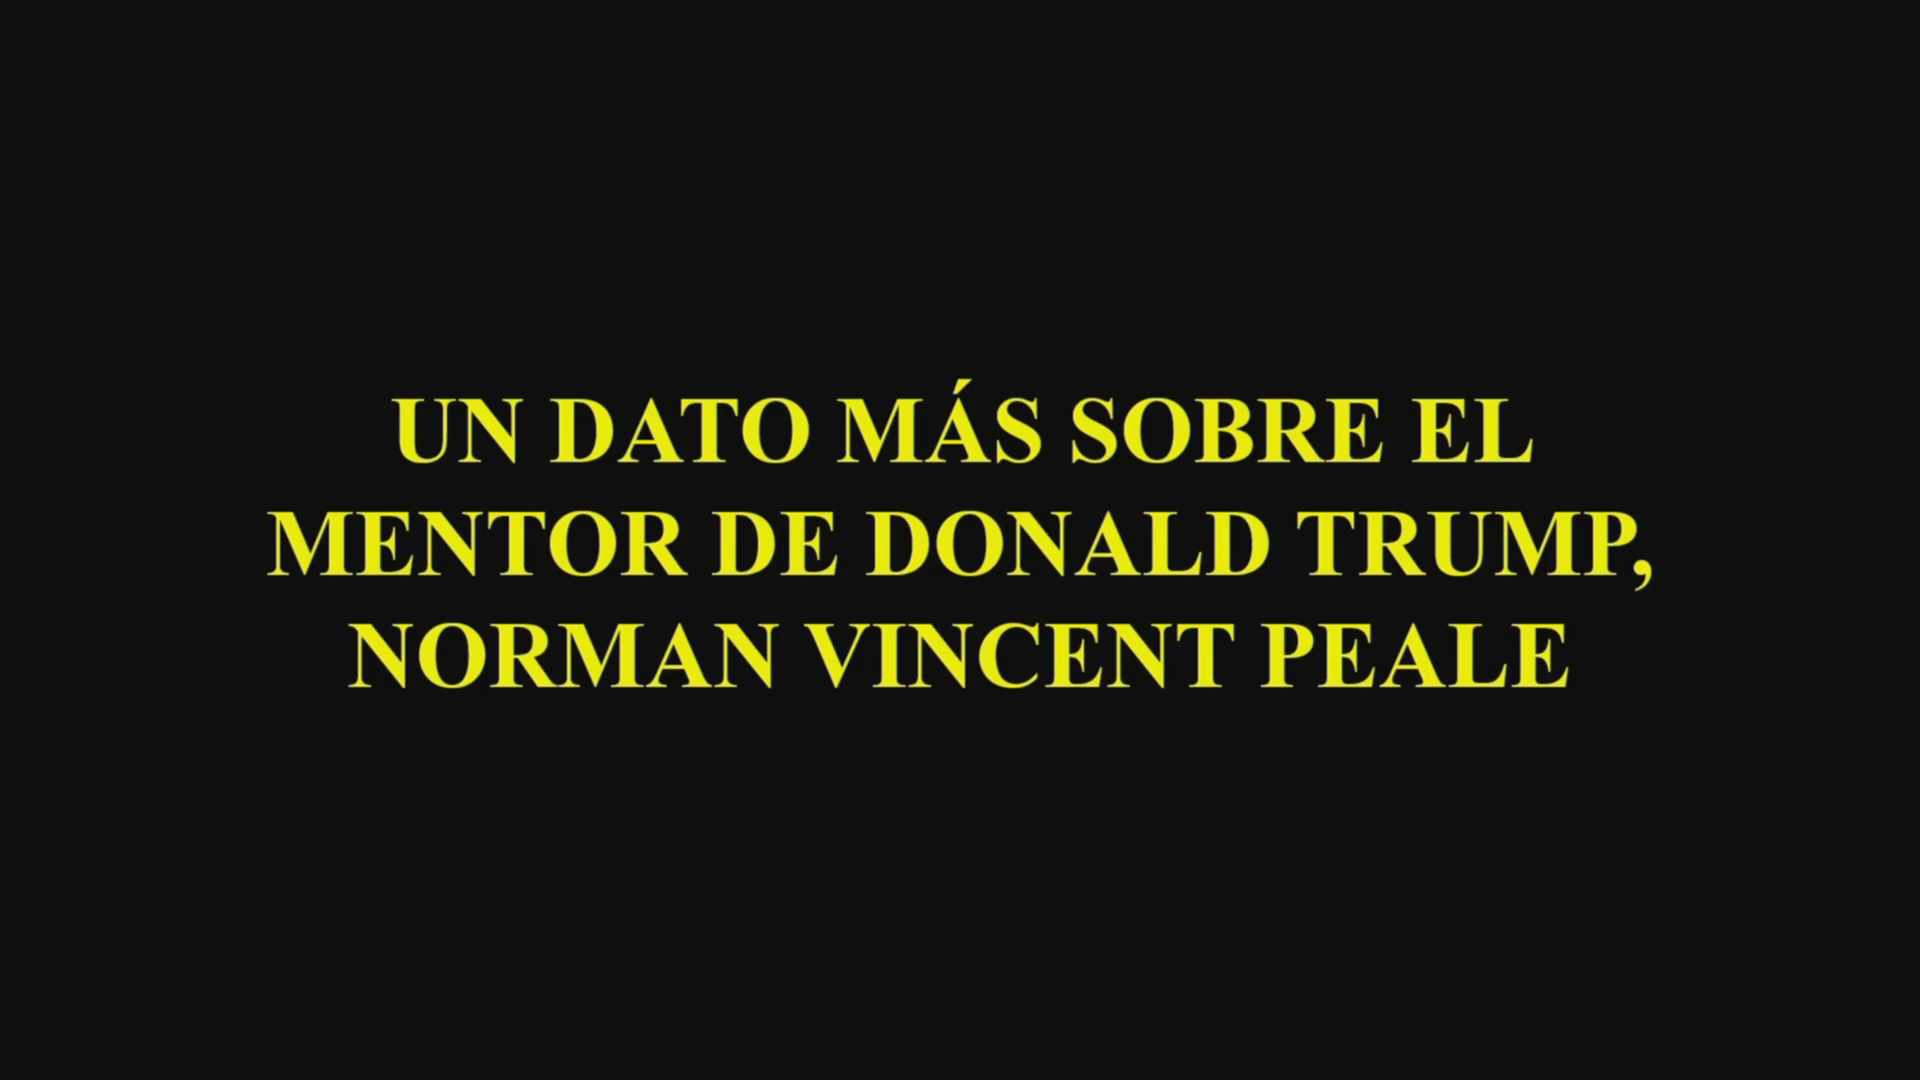 UN DATO MÁS SOBRE EL
MENTOR DE DONALD TRUMP,
NORMAN VINCENT PEALE